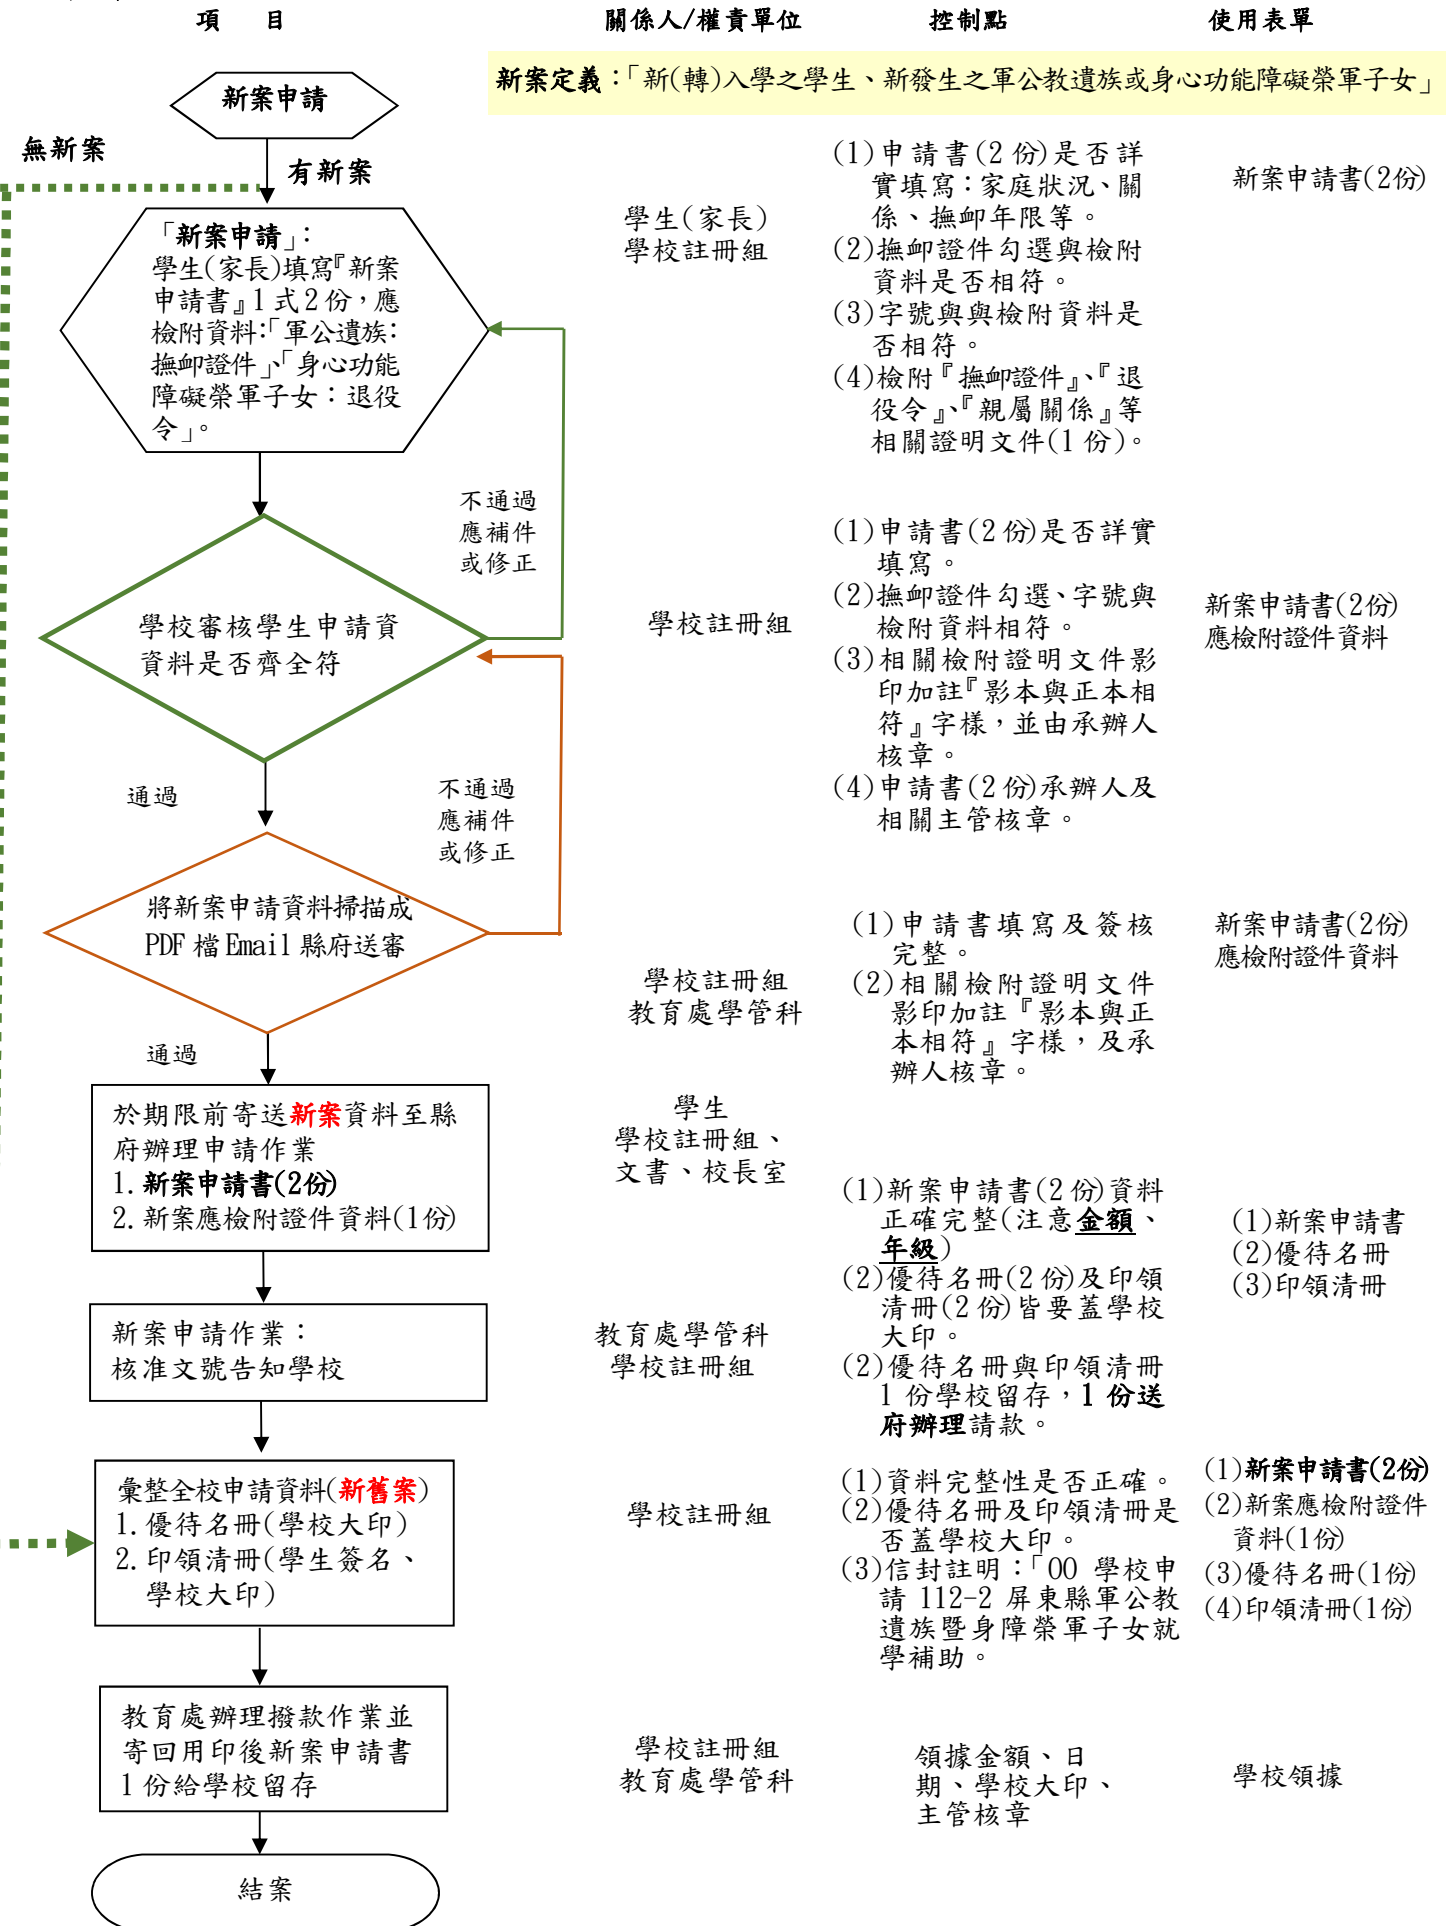 項　目　關係人/權責單位　控制點　使用表單
新案定義：「新(轉)入學之學生、新發生之軍公教遺族或身心功能障礙榮軍子女」
新案申請
無新案
有新案
「新案申請」：
學生(家長)填寫『新案
申請書』1 式 2 份，應
檢附資料：「軍公遺族：
撫卹證件」、「身心功能
障礙榮軍子女：退役
令」。
學生(家長)
學校註冊組
(1)申請書(2 份)是否詳
實填寫：家庭狀況、關
係、撫卹年限等。
(2)撫卹證件勾選與檢附
資料是否相符。
(3)字號與與檢附資料是
否相符。
(4)檢附『撫卹證件』、『退
役令』、『親屬關係』等
相關證明文件(1 份)。
新案申請書(2份)
不通過
應補件
或修正
學校審核學生申請資
資料是否齊全符
學校註冊組
(1)申請書(2 份)是否詳實
填寫。
(2)撫卹證件勾選、字號與
檢附資料相符。
(3)相關檢附證明文件影
印加註『影本與正本相
符』字樣，並由承辦人
核章。
(4)申請書(2 份)承辦人及
相關主管核章。
新案申請書(2份)
應檢附證件資料
通過
不通過
應補件
或修正
將新案申請資料掃描成
PDF 檔 Email 縣府送審
學校註冊組
教育處學管科
(1)申請書填寫及簽核
完整。
(2)相關檢附證明文件
影印加註『影本與正
本相符』字樣，及承
辦人核章。
新案申請書(2份)
應檢附證件資料
通過
於期限前寄送新案資料至縣
府辦理申請作業
1. 新案申請書(2份)
2. 新案應檢附證件資料(1份)
學生
學校註冊組、
文書、校長室
(1)新案申請書(2 份)資料
正確完整(注意金額、
年級)
(2)優待名冊(2 份)及印領
清冊(2 份)皆要蓋學校
大印。
(2)優待名冊與印領清冊
1 份學校留存，1 份送
府辦理請款。
(1)新案申請書
(2)優待名冊
(3)印領清冊
新案申請作業：
核准文號告知學校
教育處學管科
學校註冊組
彙整全校申請資料(新舊案)
1. 優待名冊(學校大印)
2. 印領清冊(學生簽名、
學校大印)
學校註冊組
(1)資料完整性是否正確。
(2)優待名冊及印領清冊是
否蓋學校大印。
(3)信封註明：「OO 學校申
請 112-2 屏東縣軍公教
遺族暨身障榮軍子女就
學補助。
(1)新案申請書(2份)
(2)新案應檢附證件
資料(1份)
(3)優待名冊(1份)
(4)印領清冊(1份)
教育處辦理撥款作業並
寄回用印後新案申請書
1 份給學校留存
學校註冊組
教育處學管科
領據金額、日
期、學校大印、
主管核章
學校領據
結案